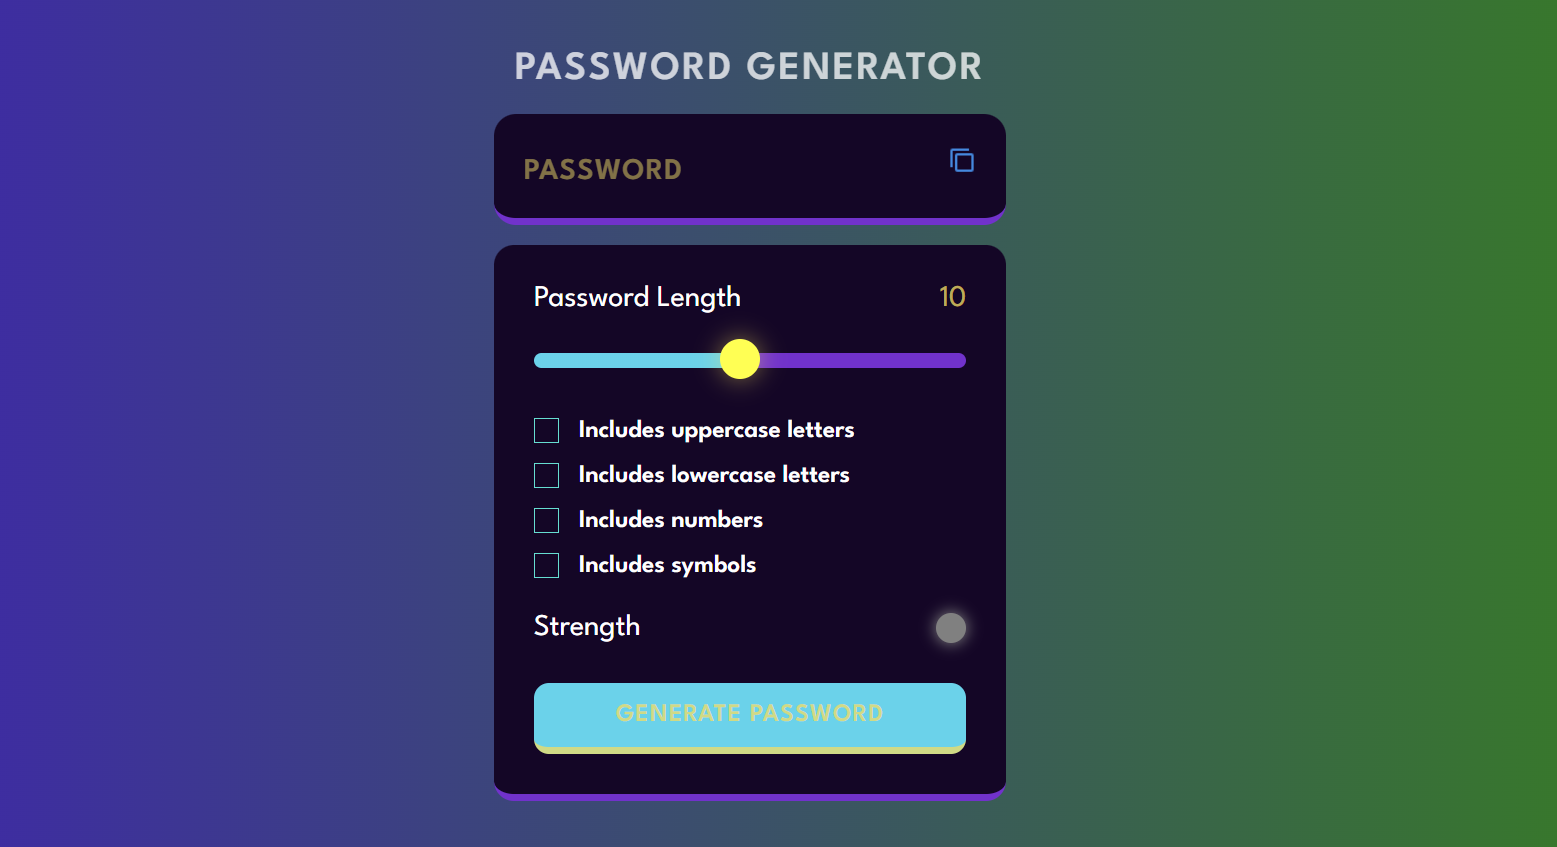 PASSWORD GENERATOR
PASSWORD
Password Length 10
Includes uppercase letters
Includes lowercase letters
Includes numbers
Includes symbols
Strength
GENERATE PASSWORD